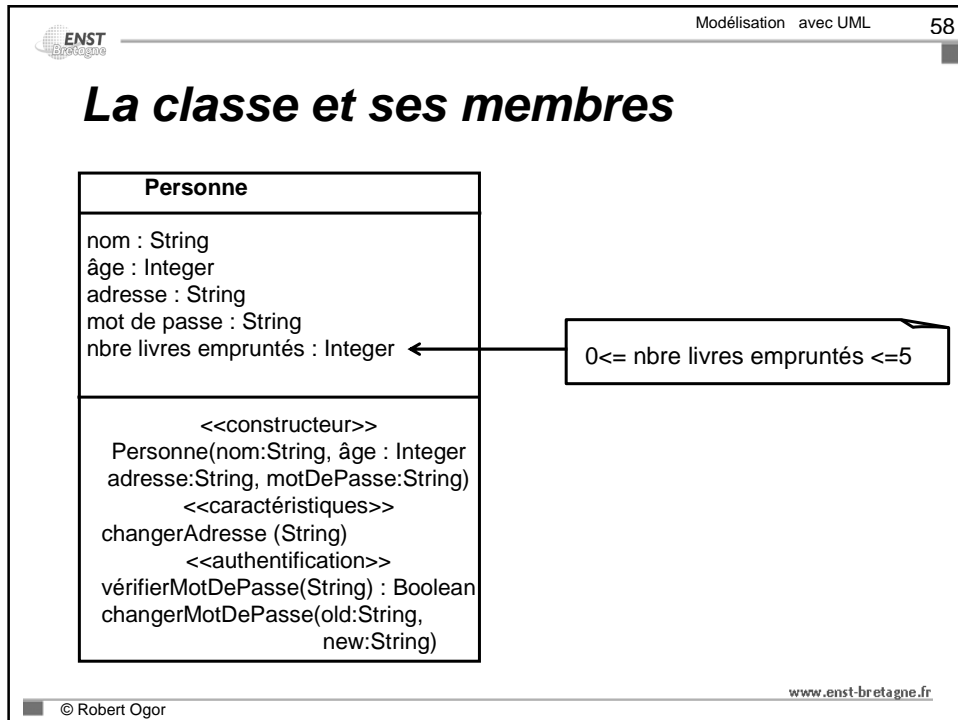 ENST
Bretagne
Modélisation avec UML
58
La classe et ses membres
Personne
nom : String
âge : Integer
adresse : String
mot de passe : String
nbre livres empruntés : Integer
0<= nbre livres empruntés <=5
<<constructeur>>
Personne(nom:String, âge : Integer
adresse:String, motDePasse:String)
<<caractéristiques>>
changerAdresse (String)
<<authentification>>
vérifierMotDePasse(String) : Boolean
changerMotDePasse(old:String,
new:String)
www.enst-bretagne.fr
© Robert Ogor